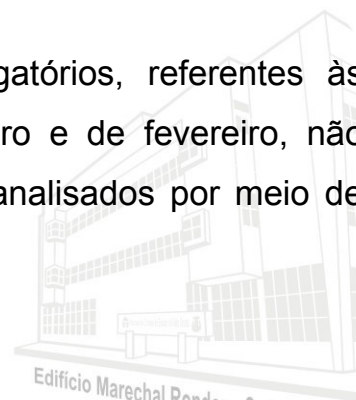 gatórios, referentes às
ro e de fevereiro, não
analisados por meio de
Edifício Marechal